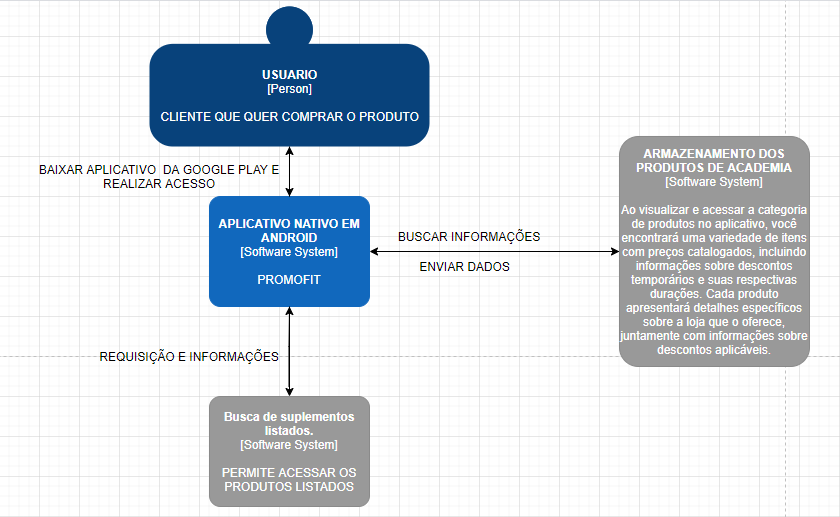 USUARIO
[Person]
CLIENTE QUE QUER COMPRAR O PRODUTO
BAIXAR APLICATIVO DA GOOGLE PLAY E
REALIZAR ACESSO
APLICATIVO NATIVO EM
ANDROID
[Software System]
PROMOFIT
BUSCAR INFORMAÇÕES
ENVIAR DADOS
ARMAZENAMENTO DOS
PRODUTOS DE ACADEMIA
[Software System]
Ao visualizar e acessar a categoria
de produtos no aplicativo, você
encontrará uma variedade de itens
com preços catalogados, incluindo
informações sobre descontos
temporários e suas respectivas
durações. Cada produto
apresentará detalhes específicos
sobre a loja que o oferece,
juntamente com informações sobre
descontos aplicáveis.
REQUISIÇÃO E INFORMAÇÕES
Busca de suplementos
listados.
[Software System]
PERMITE ACESSAR OS
PRODUTOS LISTADOS